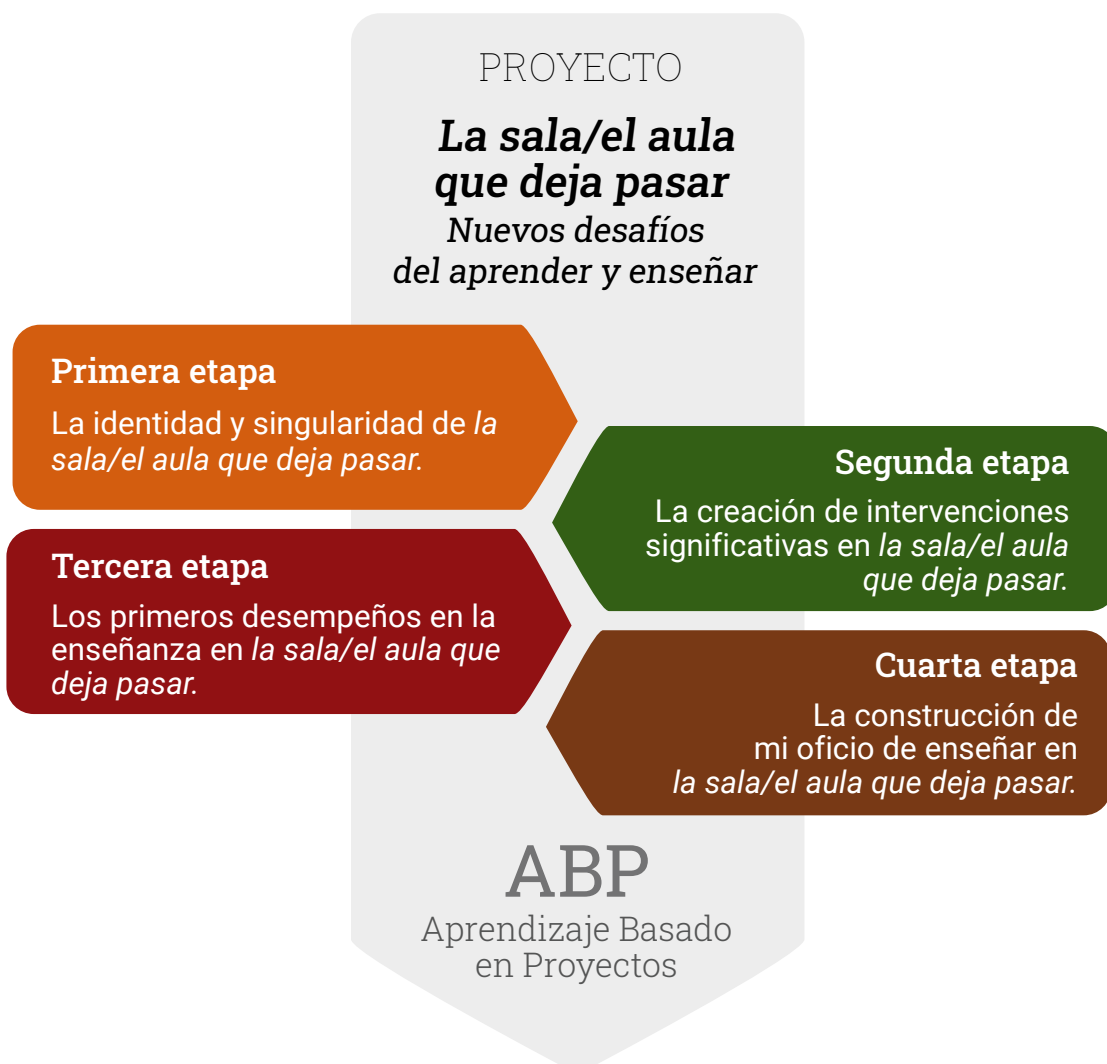 PROYECTO
La sala/el aula
que deja pasar
Nuevos desafíos
del aprender y enseñar
Primera etapa
La identidad y singularidad de la
sala/el aula que deja pasar.
Segunda etapa
La creación de intervenciones
significativas en la sala/el aula
que deja pasar.
Tercera etapa
Los primeros desempeños en la
enseñanza en la sala/el aula que
deja pasar.
Cuarta etapa
La construcción de
mi oficio de enseñar en
la sala/el aula que deja pasar.
ABP
Aprendizaje Basado
en Proyectos